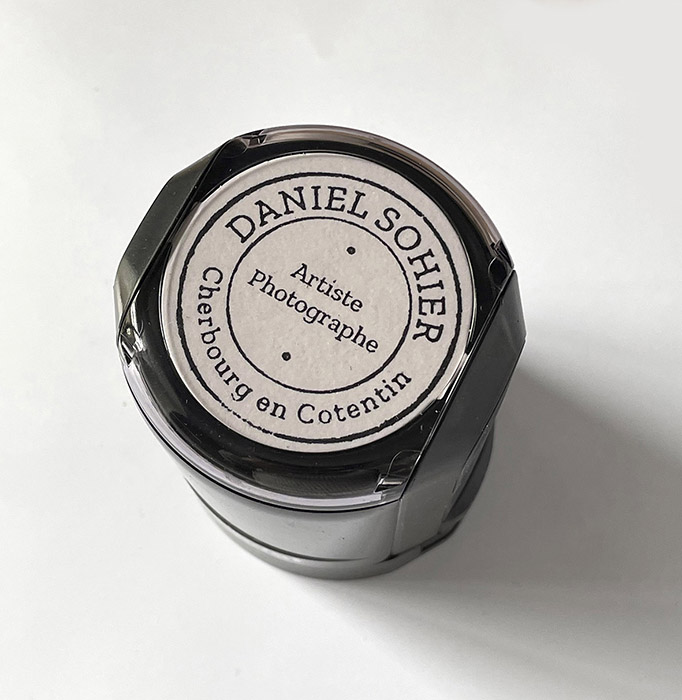 DANIEL SOHIER
Artiste
Photographe
Cherbourg en Cotentin